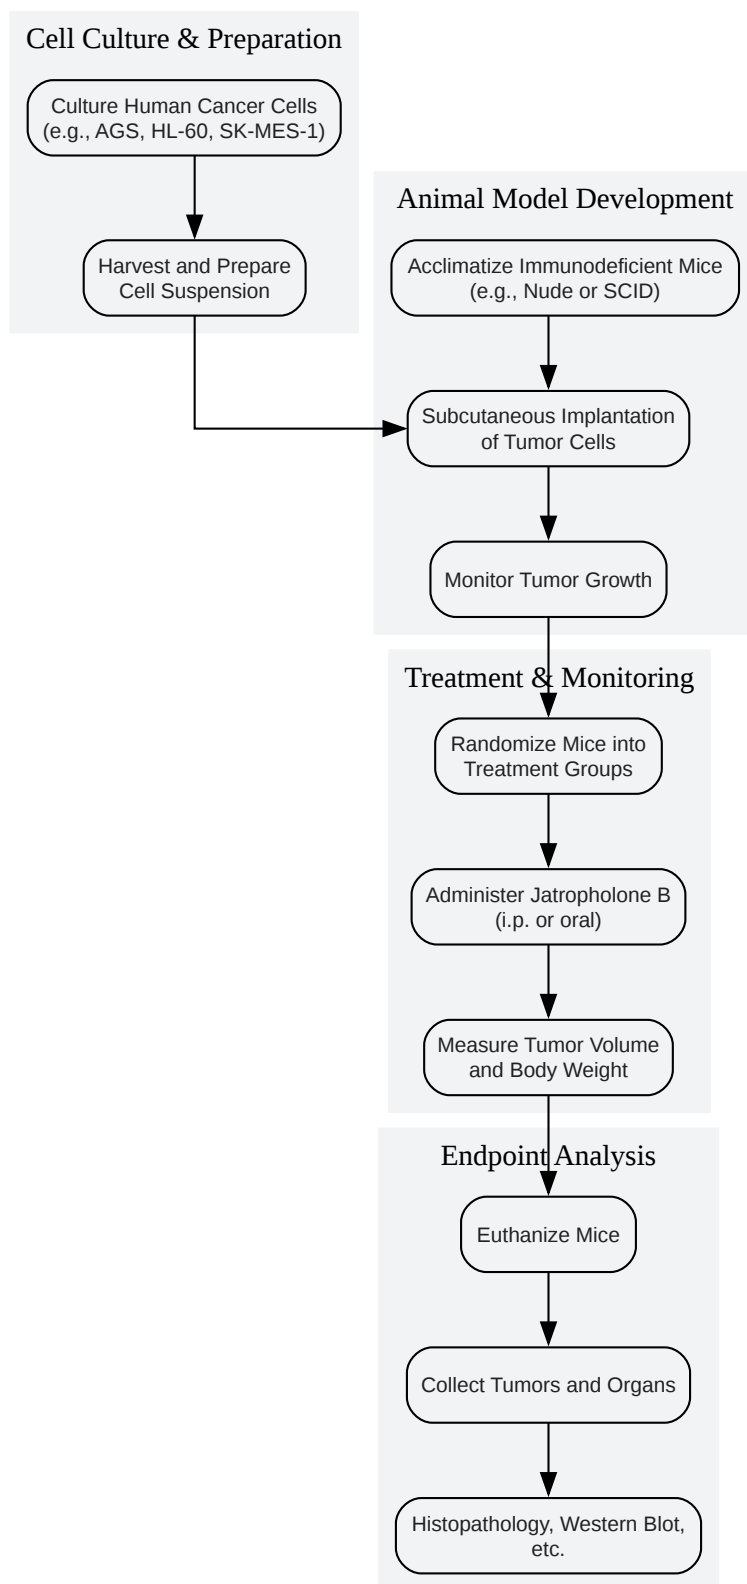 Cell Culture & Preparation
Culture Human Cancer Cells
(e.g., AGS, HL-60, SK-MES-1)
Harvest and Prepare
Cell Suspension
Animal Model Development
Acclimatize Immunodeficient Mice
(e.g., Nude or SCID)
Subcutaneous Implantation
of Tumor Cells
Monitor Tumor Growth
Treatment & Monitoring
Randomize Mice into
Treatment Groups
Administer Jatropholone B
(i.p. or oral)
Measure Tumor Volume
and Body Weight
Endpoint Analysis
Euthanize Mice
Collect Tumors and Organs
Histopathology, Western Blot,
etc.